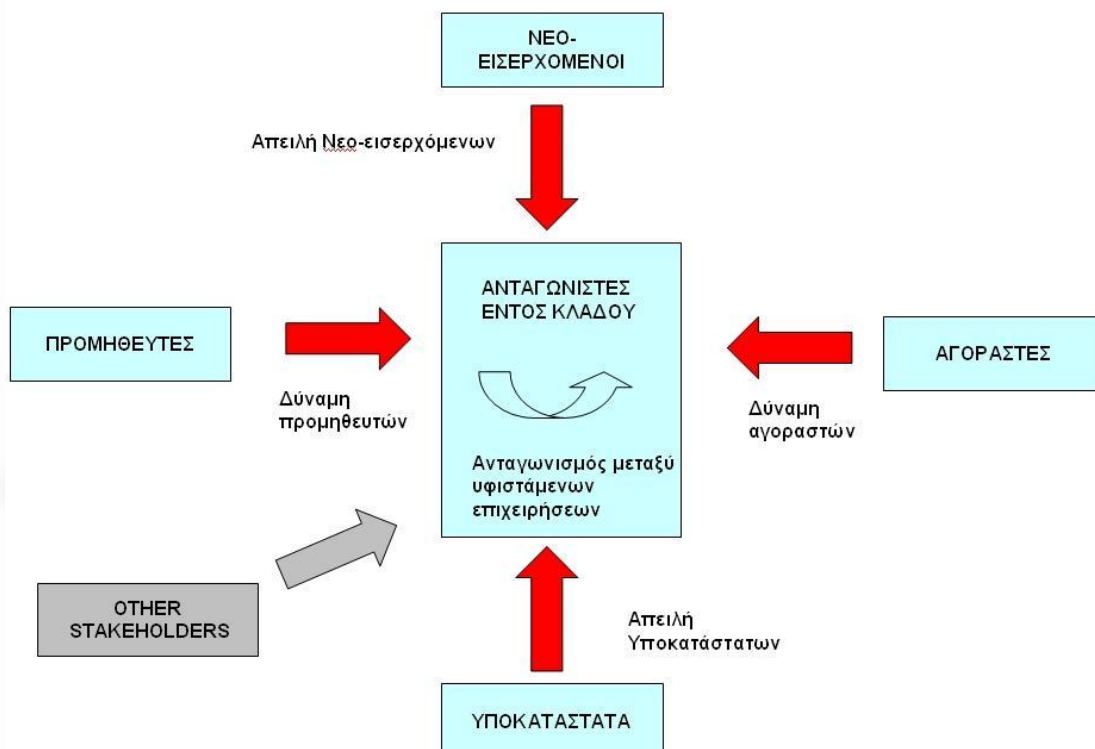 ΝΕΟ-
ΕΙΣΕΡΧΟΜΕΝΟΙ
Απειλή Νεο-εισερχόμενων
ΑΝΤΑΓΩΝΙΣΤΕΣ
ΕΝΤΟΣ ΚΛΑΔΟΥ
ΠΡΟΜΗΘΕΥΤΕΣ
ΑΓΟΡΑΣΤΕΣ
Δύναμη
προμηθευτών
Δύναμη
αγοραστών
Ανταγωνισμός μεταξύ
υφιστάμενων
επιχειρήσεων
OTHER
STAKEHOLDERS
Απειλή
Υποκατάστατων
ΥΠΟΚΑΤΑΣΤΑΤΑ